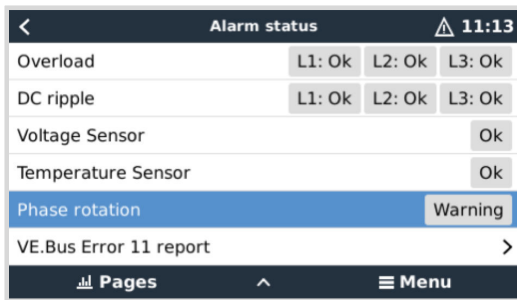 Alarm status 11:13
Overload L1: Ok L2: Ok L3: Ok
DC ripple L1: Ok L2: Ok L3: Ok
Voltage Sensor Ok
Temperature Sensor Ok
Phase rotation Warning
VE.Bus Error 11 report
Pages Menu